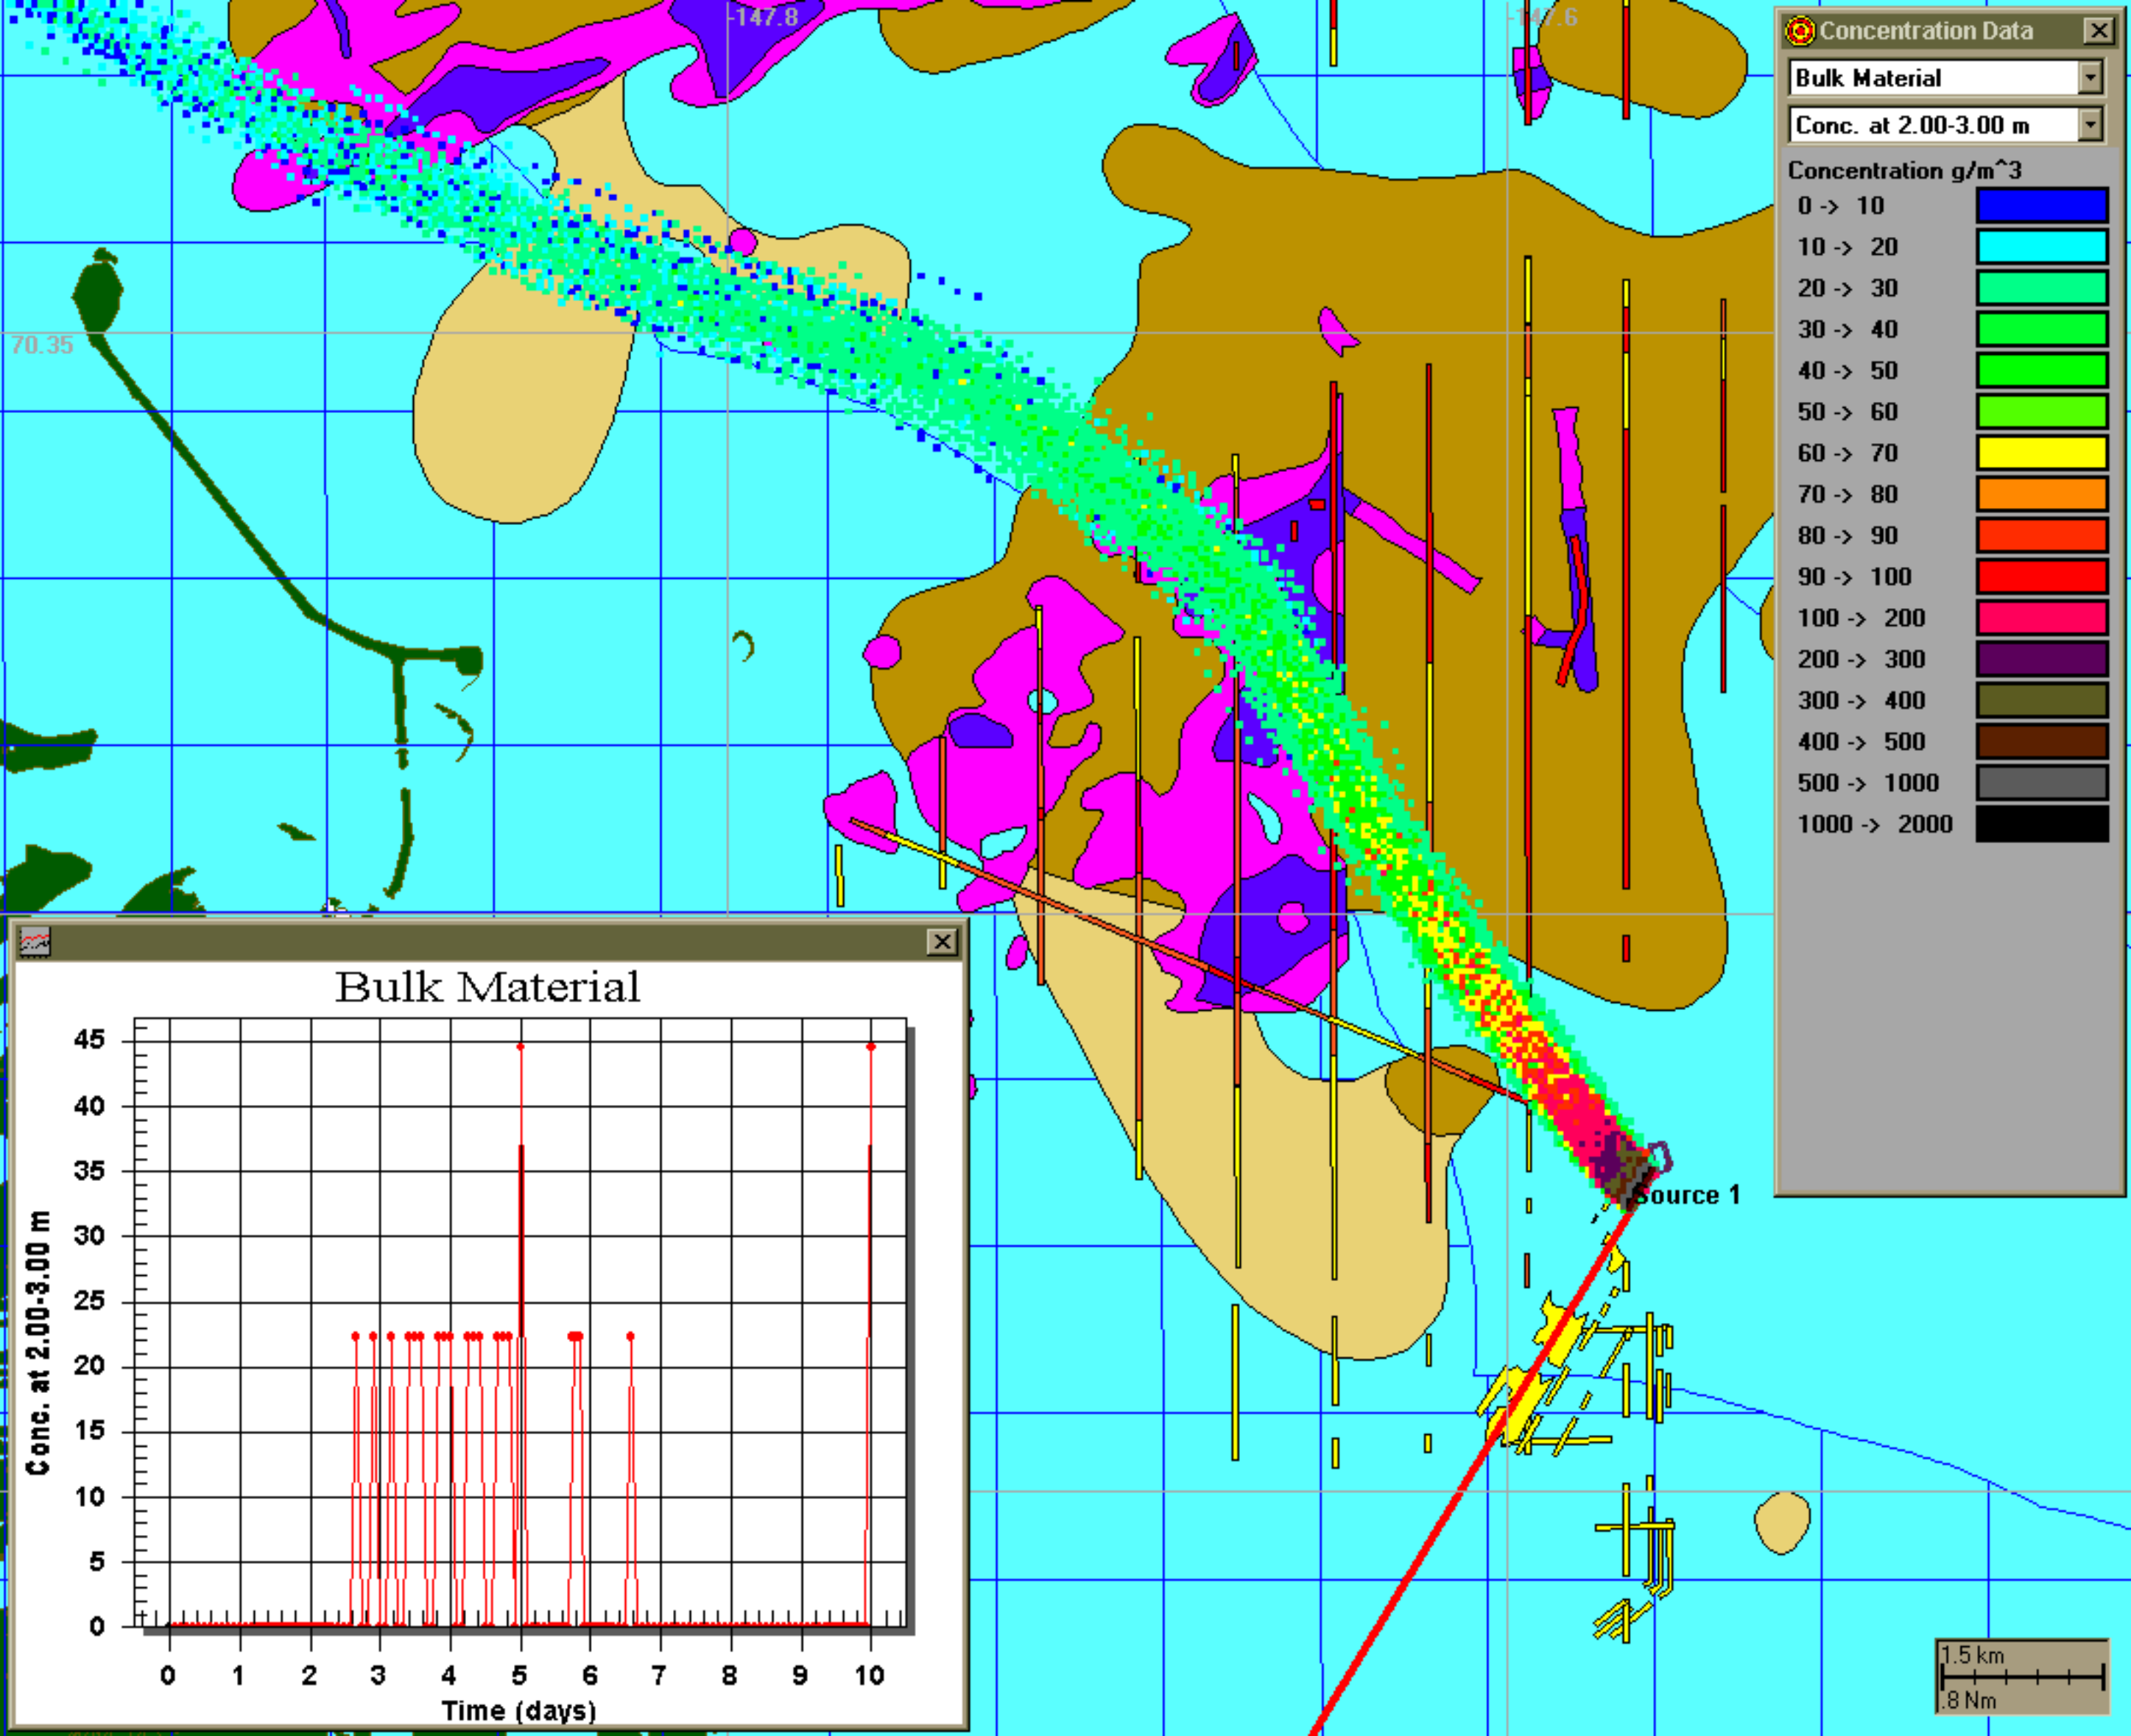 -147.8
-147.6
70.35
Source 1
Concentration Data
Bulk Material
Conc. at 2.00-3.00 m
Concentration g/m^3
0 -> 10
10 -> 20
20 -> 30
30 -> 40
40 -> 50
50 -> 60
60 -> 70
70 -> 80
80 -> 90
90 -> 100
100 -> 200
200 -> 300
300 -> 400
400 -> 500
500 -> 1000
1000 -> 2000
Bulk Material
Conc. at 2.00-3.00 m
45
40
35
30
25
20
15
10
5
0
0 1 2 3 4 5 6 7 8 9 10
Time (days)
1.5 km
.8 Nm